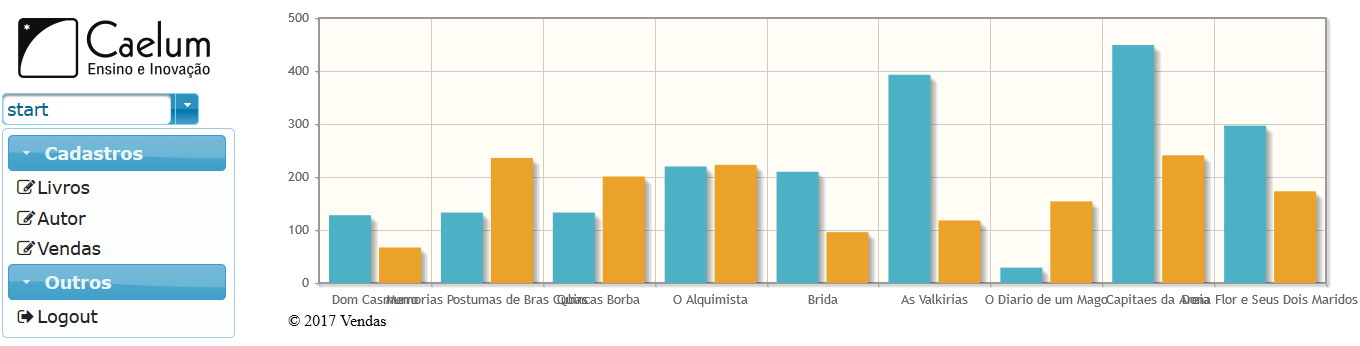 Caelum
Ensino e Inovação
start
Cadastros
Livros
Autor
Vendas
Outros
Logout
500
400
300
200
100
0
Dom Casmurro
Memorias Postumas de Bras Cubas
Quincas Borba
O Alquimista
Brida
As Valkirias
O Diario de um Mago
Capitaes da Areia
Dona Flor e Seus Dois Maridos
© 2017 Vendas